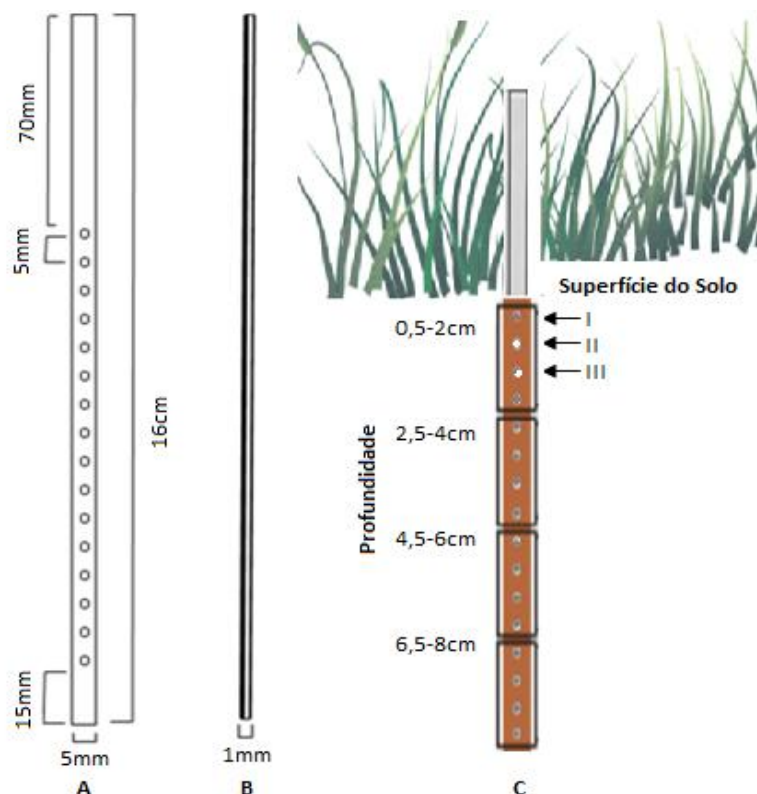 70mm
5mm
16cm
15mm
5mm
A
1mm
B
Superfície do Solo
0,5-2cm
I
II
III
Profundidade
2,5-4cm
4,5-6cm
6,5-8cm
C